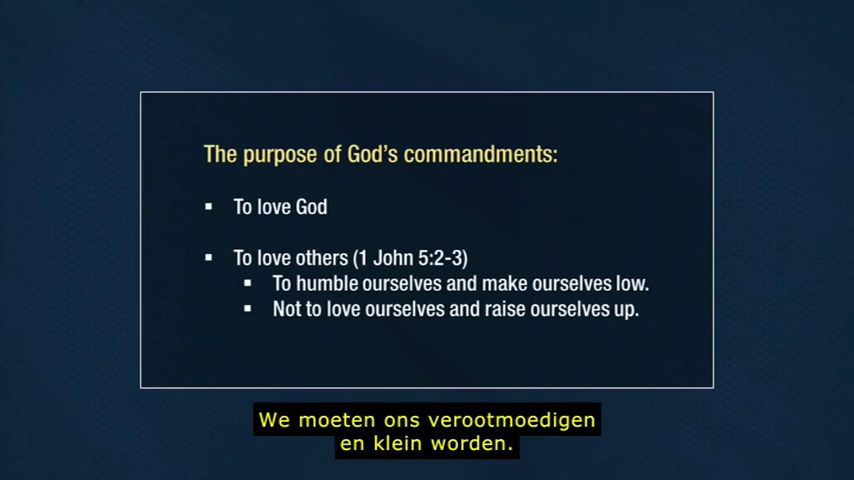 The purpose of God's commandments:
▪ To love God
▪ To love others (1 John 5:2-3)
▪ To humble ourselves and make ourselves low.
▪ Not to love ourselves and raise ourselves up.
We moeten ons verootmoedigen
en klein worden.